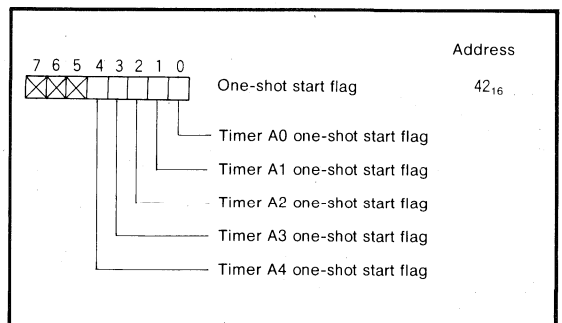 Address
7 6 5 4 3 2 1 0
One-shot start flag 42₁₆
Timer A0 one-shot start flag
Timer A1 one-shot start flag
Timer A2 one-shot start flag
Timer A3 one-shot start flag
Timer A4 one-shot start flag